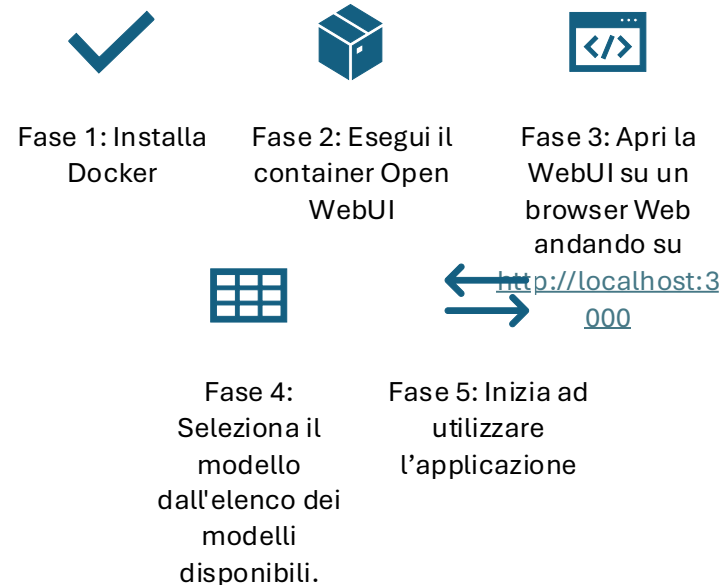 </>
Fase 1: Installa
Docker
Fase 2: Esegui il
container Open
WebUI
Fase 3: Apri la
WebUI su un
browser Web
andando su
http://localhost:3
000
Fase 4:
Seleziona il
modello
dall'elenco dei
modelli
disponibili.
Fase 5: Inizia ad
utilizzare
l’applicazione